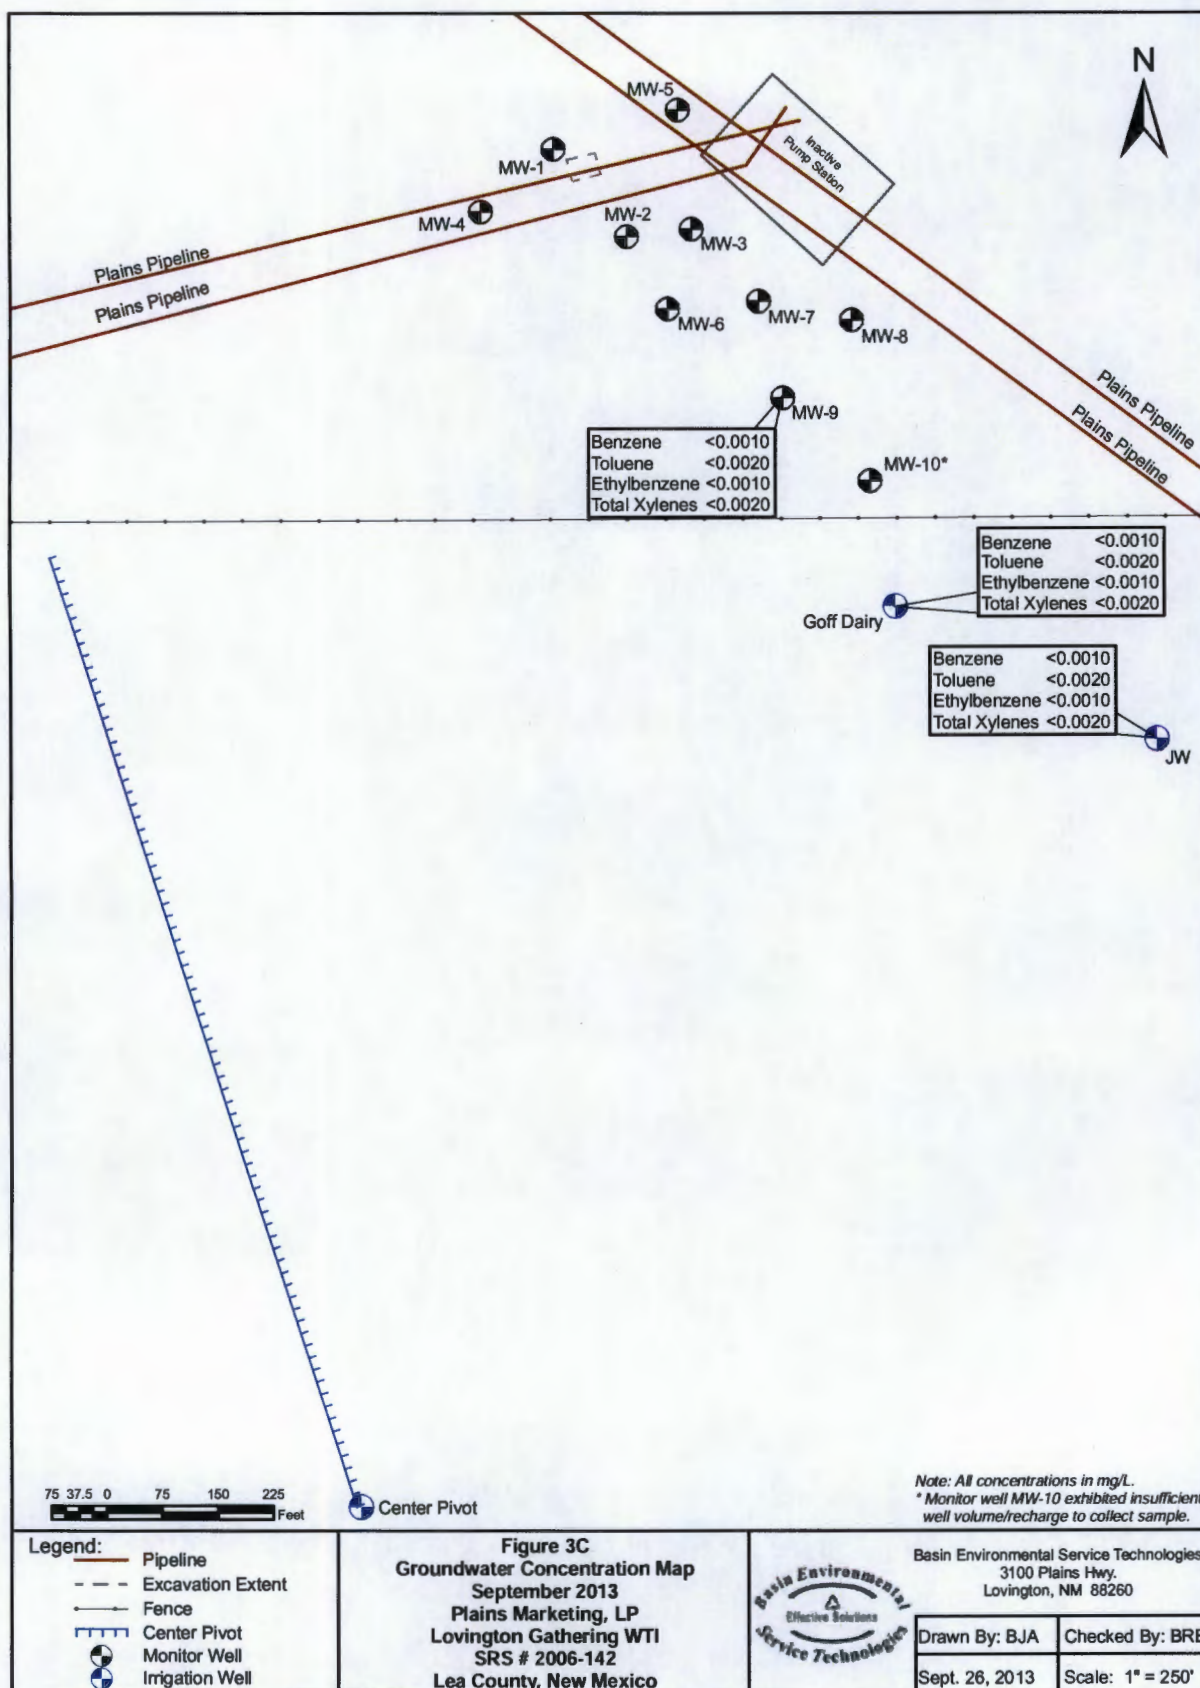 N
MW-5
MW-1
Inactive
Pump Station
MW-4
MW-2
MW-3
Plains Pipeline
Plains Pipeline
MW-6
MW-7
MW-8
Plains Pipeline
Plains Pipeline
MW-9
Benzene <0.0010
Toluene <0.0020
Ethylbenzene <0.0010
Total Xylenes <0.0020
MW-10*
Benzene <0.0010
Toluene <0.0020
Ethylbenzene <0.0010
Total Xylenes <0.0020
Goff Dairy
Benzene <0.0010
Toluene <0.0020
Ethylbenzene <0.0010
Total Xylenes <0.0020
JW
75 37.5 0 75 150 225
Feet
Center Pivot
Note: All concentrations in mg/L.
* Monitor well MW-10 exhibited insufficient
well volume/recharge to collect sample.
Legend:
Pipeline
Excavation Extent
Fence
Center Pivot
Monitor Well
Irrigation Well
Figure 3C
Groundwater Concentration Map
September 2013
Plains Marketing, LP
Lovington Gathering WTI
SRS # 2006-142
Lea County, New Mexico
Basin Environmental
Effective Solutions
Service Technologies
Basin Environmental Service Technologies
3100 Plains Hwy.
Lovington, NM 88260
Drawn By: BJA
Checked By: BRB
Sept. 26, 2013
Scale: 1" = 250'